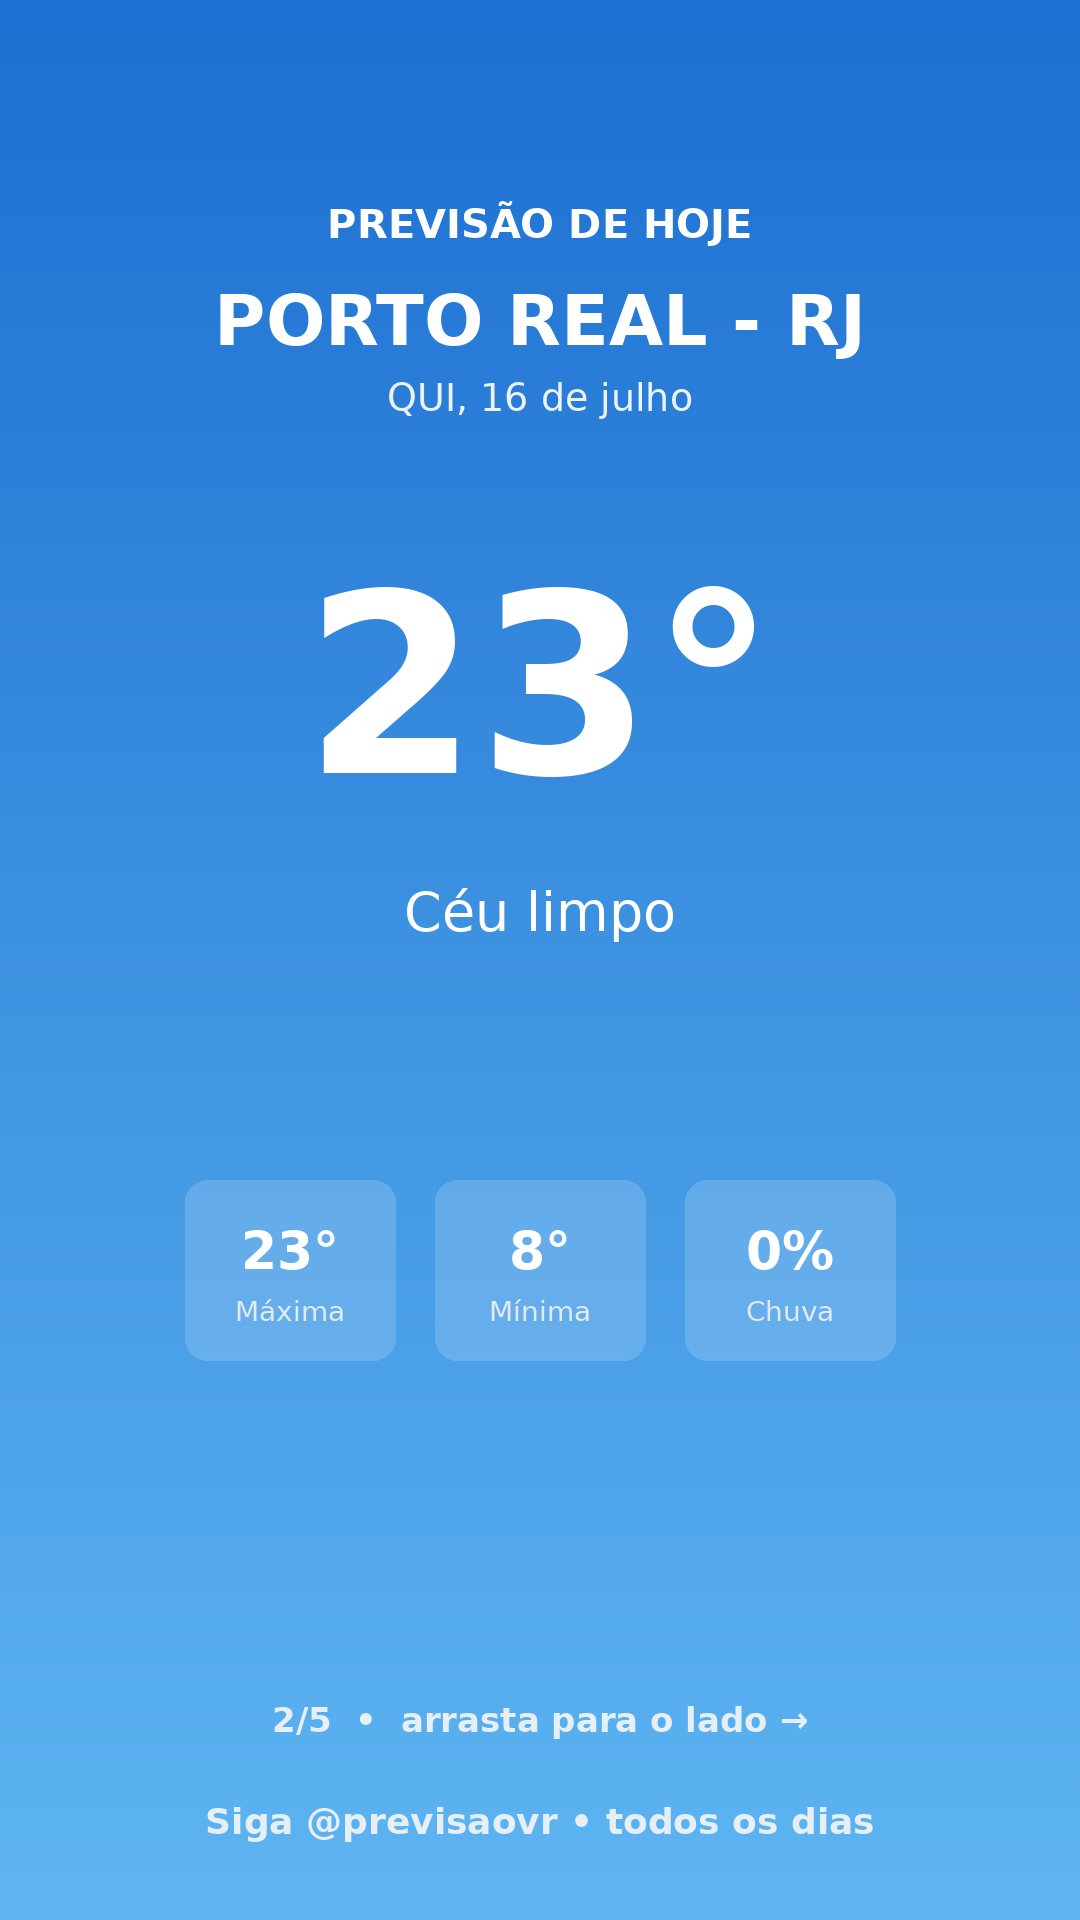 PREVISÃO DE HOJE
PORTO REAL - RJ
QUI, 16 de julho
23°
Céu limpo
23° 8° 0%
Máxima Mínima Chuva
2/5 • arrasta para o lado →
Siga @previsaovr • todos os dias